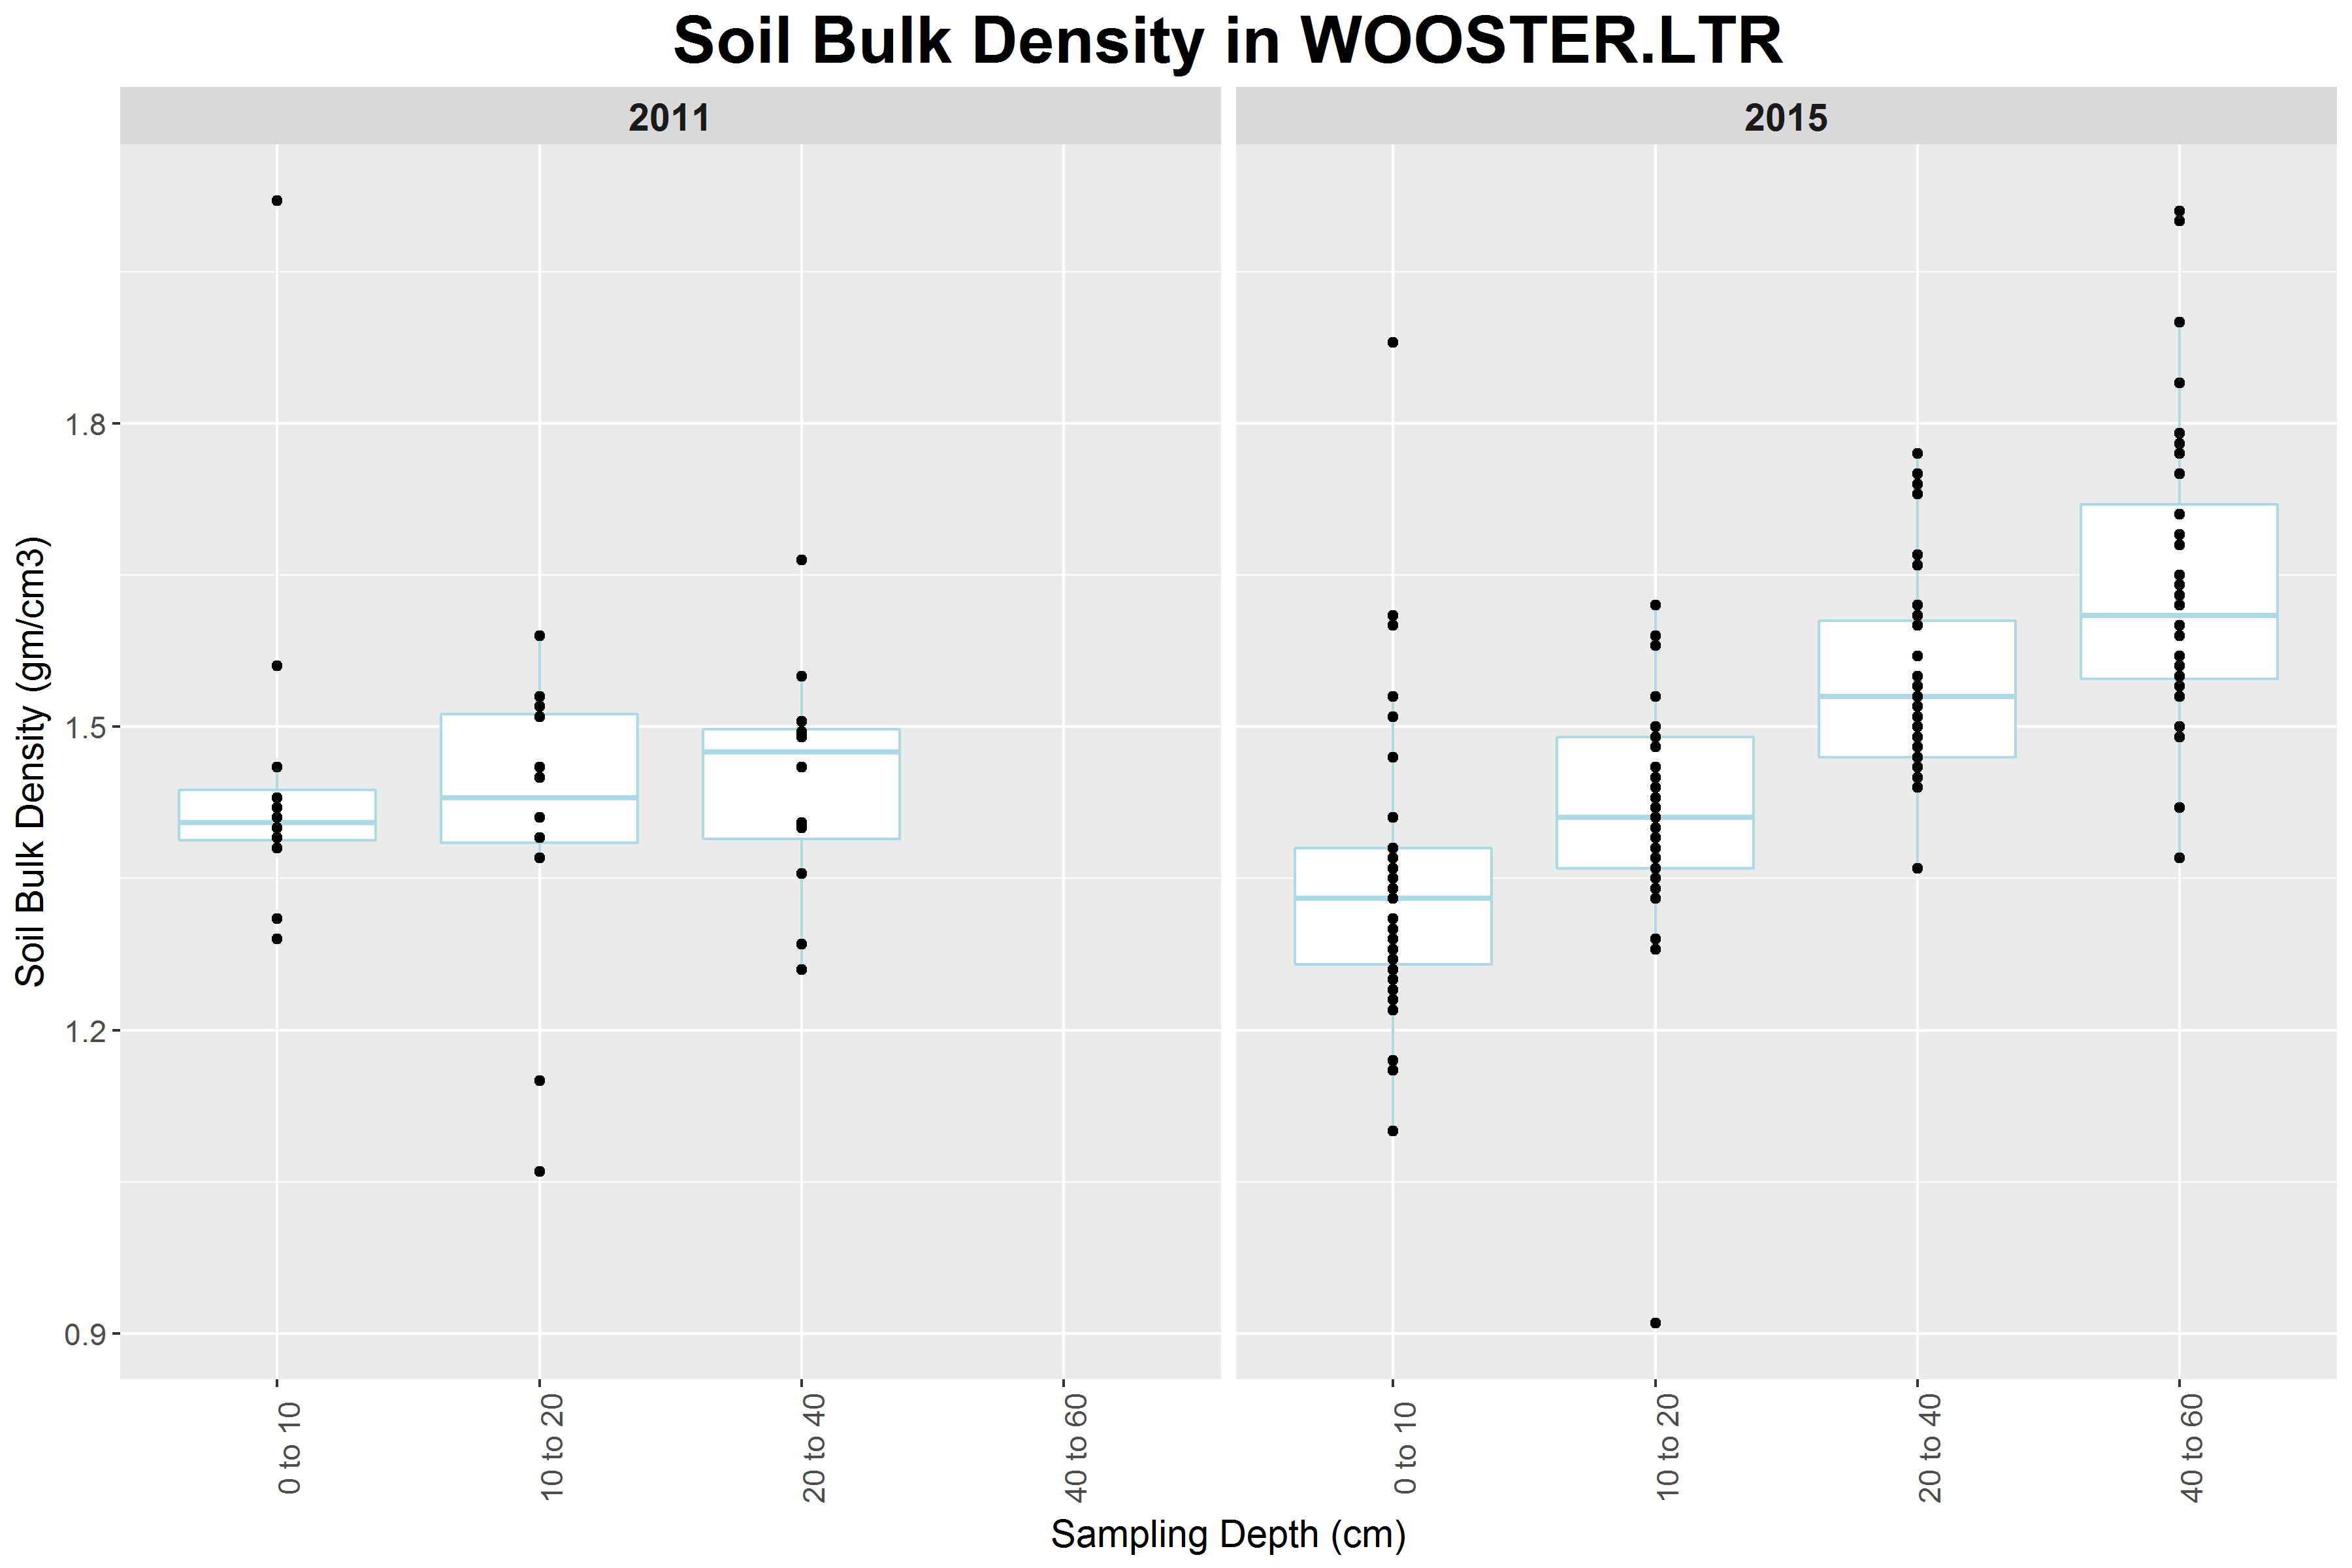 Soil Bulk Density in WOOSTER.LTR
2011
2015
Soil Bulk Density (gm/cm3)
1.8
1.5
1.2
0.9
0 to 10
10 to 20
20 to 40
40 to 60
0 to 10
10 to 20
20 to 40
40 to 60
Sampling Depth (cm)